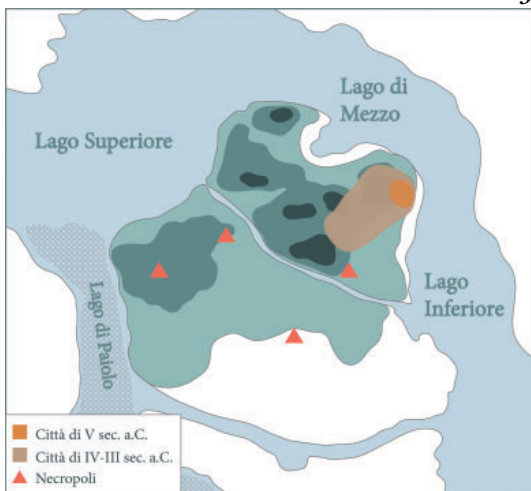 Lago di
Mezzo
Lago Superiore
Lago
Inferiore
Lago di Paiolo
Città di V sec. a.C.
Città di IV-III sec. a.C.
Necropoli